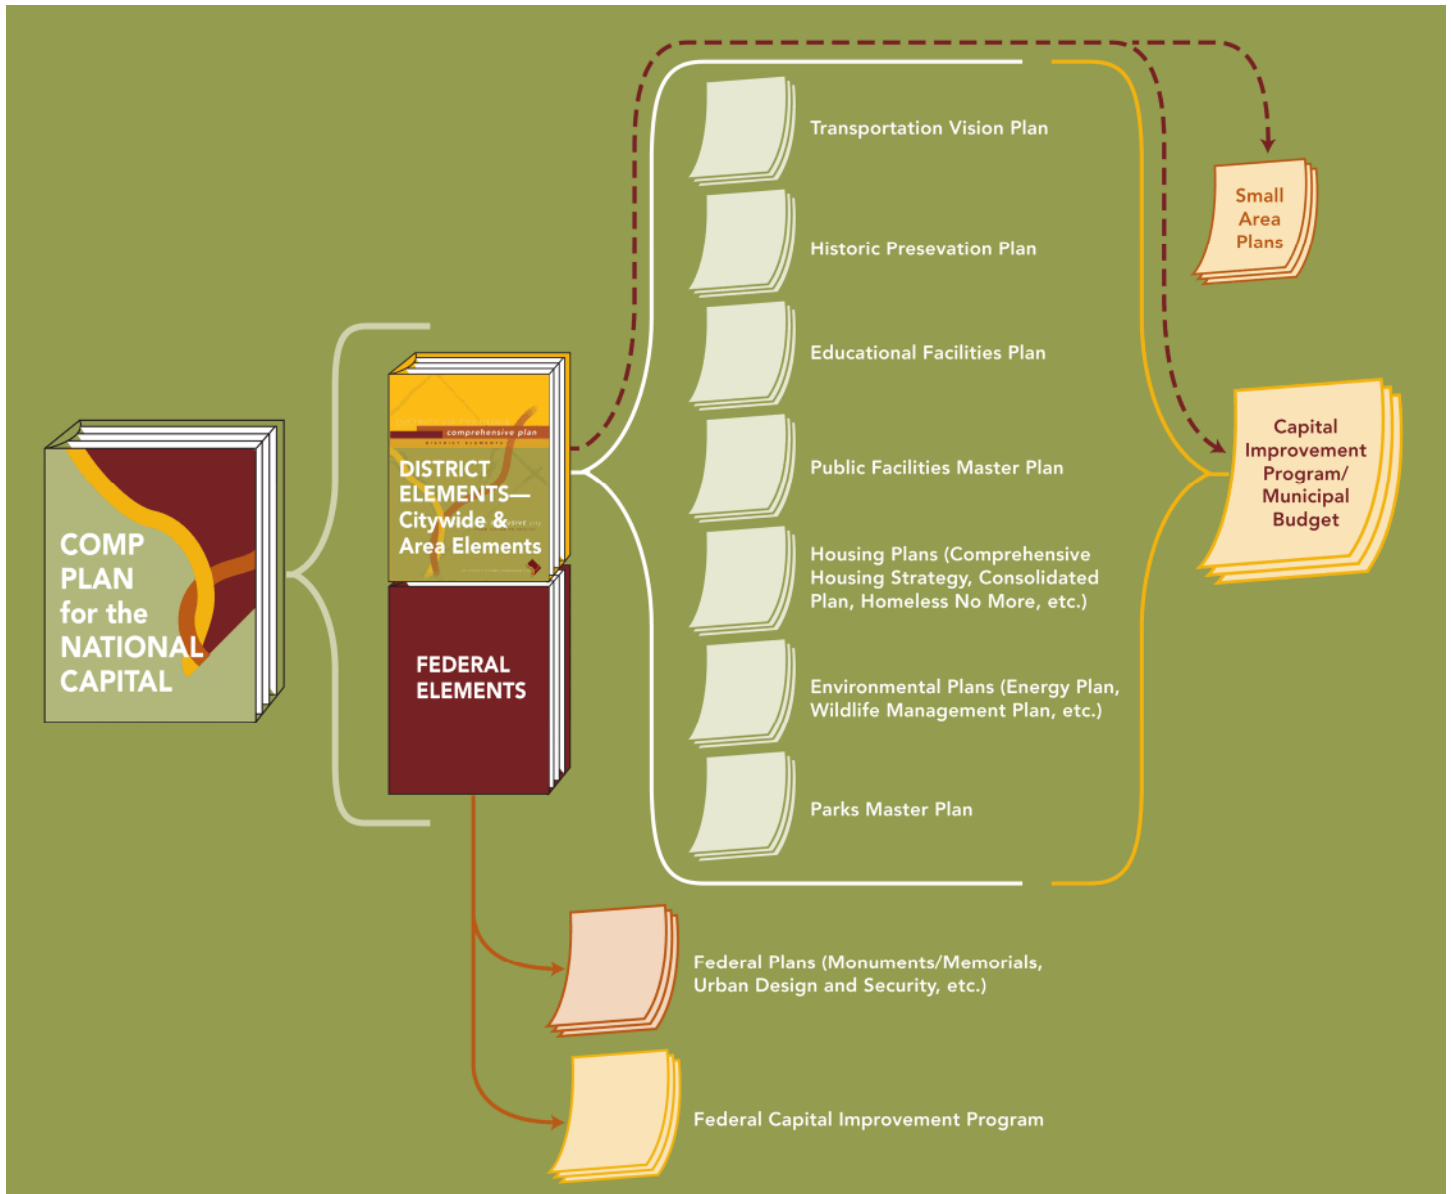 COMP
PLAN
for the
NATIONAL
CAPITAL
comprehensive plan
DISTRICT ELEMENTS
DISTRICT
ELEMENTS—
Citywide &
Area Elements
FEDERAL
ELEMENTS
Transportation Vision Plan
Historic Presevation Plan
Educational Facilities Plan
Public Facilities Master Plan
Housing Plans (Comprehensive
Housing Strategy, Consolidated
Plan, Homeless No More, etc.)
Environmental Plans (Energy Plan,
Wildlife Management Plan, etc.)
Parks Master Plan
Small
Area
Plans
Capital
Improvement
Program/
Municipal
Budget
Federal Plans (Monuments/Memorials,
Urban Design and Security, etc.)
Federal Capital Improvement Program